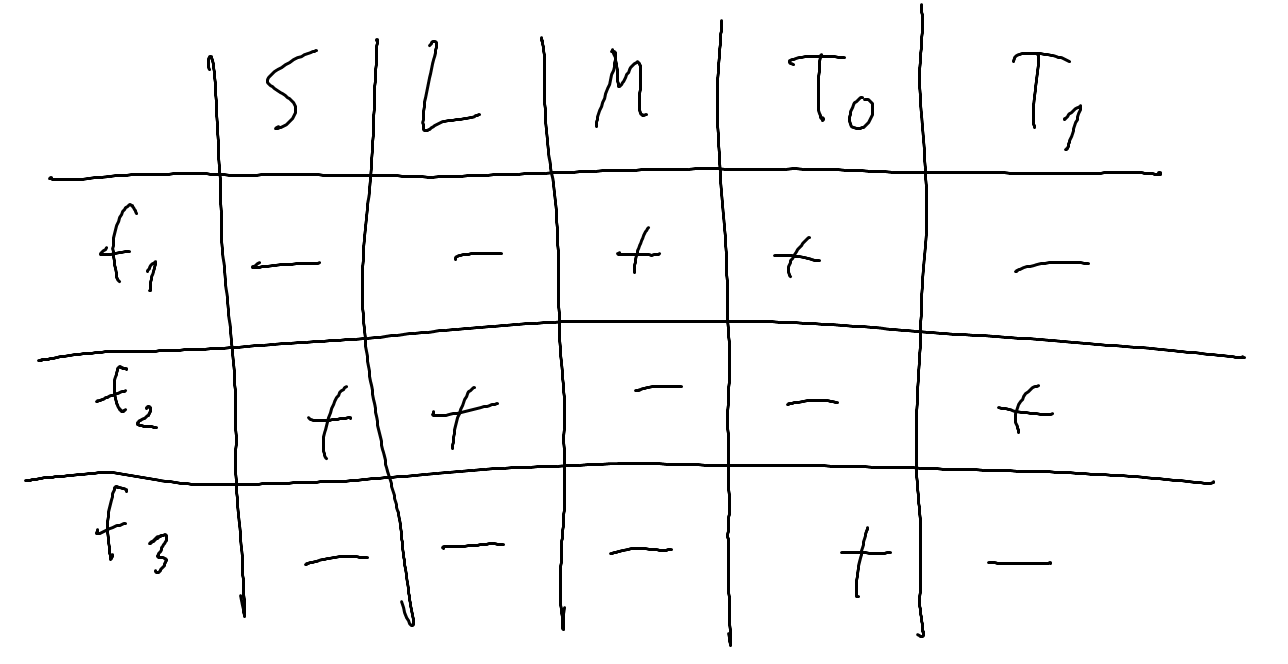 S L M T₀ T₁
f₁ − − + + −
f₂ + + − − +
f₃ − − − + −